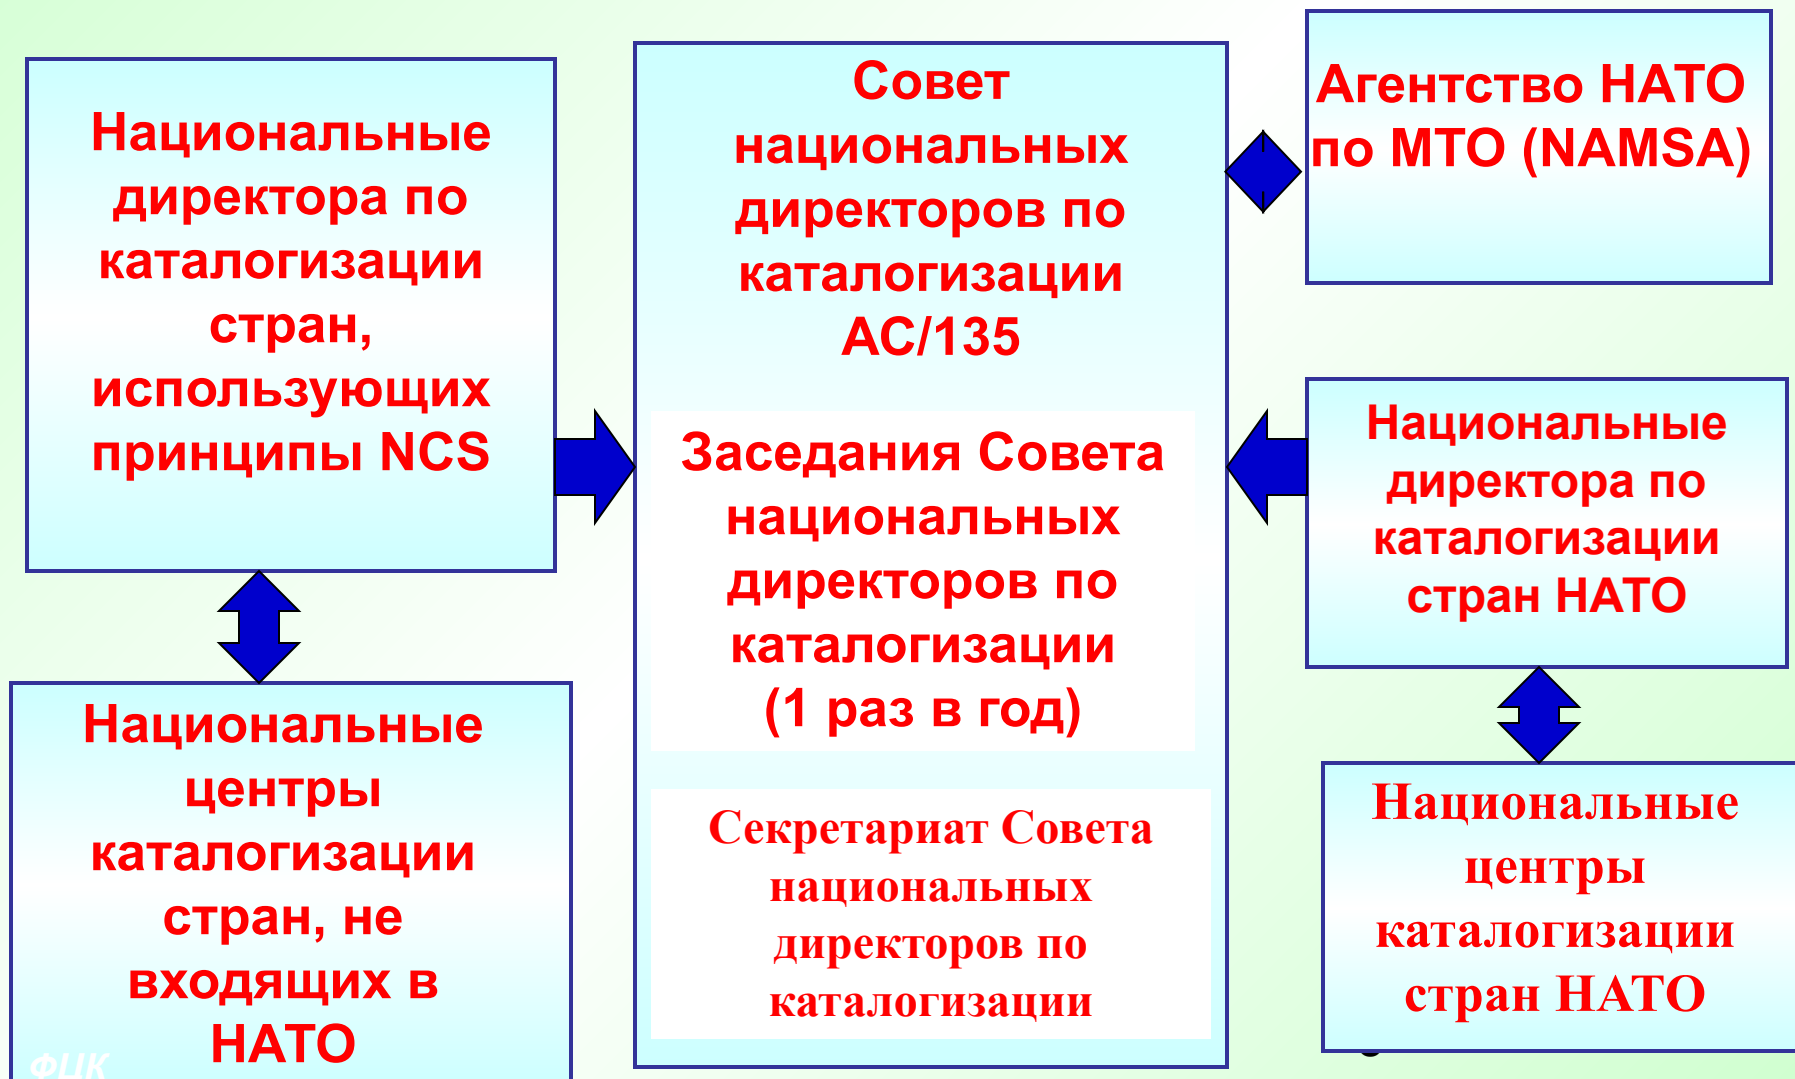 Национальные
директора по
каталогизации
стран,
использующих
принципы NCS
Национальные
центры
каталогизации
стран, не
входящих в
НАТО
ФЦК
Совет
национальных
директоров по
каталогизации
AC/135
Заседания Совета
национальных
директоров по
каталогизации
(1 раз в год)
Секретариат Совета
национальных
директоров по
каталогизации
Агентство НАТО
по МТО (NAMSA)
Национальные
директора по
каталогизации
стран НАТО
Национальные
центры
каталогизации
стран НАТО